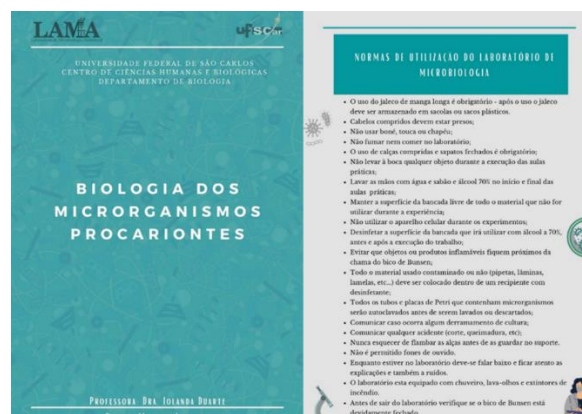 LAMA
ufscar
UNIVERSIDADE FEDERAL DE SÃO CARLOS
CENTRO DE CIÊNCIAS HUMANAS E BIOLÓGICAS
DEPARTAMENTO DE BIOLOGIA
BIOLOGIA DOS
MICRORGANISMOS
PROCARIONTES
PROFESSORA DRA. IOLANDA DUARTE
NORMAS DE UTILIZAÇÃO DO LABORATÓRIO DE
MICROBIOLOGIA
• O uso do jaleco de manga longa é obrigatório - após o uso o jaleco
deve ser armazenado em sacolas ou sacos plásticos.
• Cabelos compridos devem estar presos;
• Não usar boné, touca ou chapéu;
• Não fumar nem comer no laboratório;
• O uso de calças compridas e sapatos fechados é obrigatório;
• Não levar à boca qualquer objeto durante a execução das aulas
práticas;
• Lavar as mãos com água e sabão e álcool 70% no início e final das
aulas práticas;
• Manter a superfície da bancada livre de todo o material que não for
utilizar durante a experiência;
• Não utilizar o aparelho celular durante os experimentos;
• Desinfetar a superfície da bancada que irá utilizar com álcool a 70%,
antes e após a execução do trabalho;
• Evitar que objetos ou produtos inflamáveis fiquem próximos da
chama do bico de Bunsen;
• Todo o material usado contaminado ou não (pipetas, lâminas,
lamelas, etc...) deve ser colocado dentro de um recipiente com
desinfetante;
• Todos os tubos e placas de Petri que contenham microrganismos
serão autoclavados antes de serem lavados ou descartados;
• Comunicar caso ocorra algum derramamento de cultura;
• Comunicar qualquer acidente (corte, queimadura, etc);
• Nunca esquecer de flambar as alças antes de as guardar no suporte.
• Não é permitido fones de ouvido.
• Enquanto estiver no laboratório deve-se falar baixo e ficar atento as
explicações e também a ruídos.
• O laboratório esta equipado com chuveiro, lava-olhos e extintores de
incêndio.
• Antes de sair do laboratório verifique se o bico de Bunsen está
devidamente fechado.